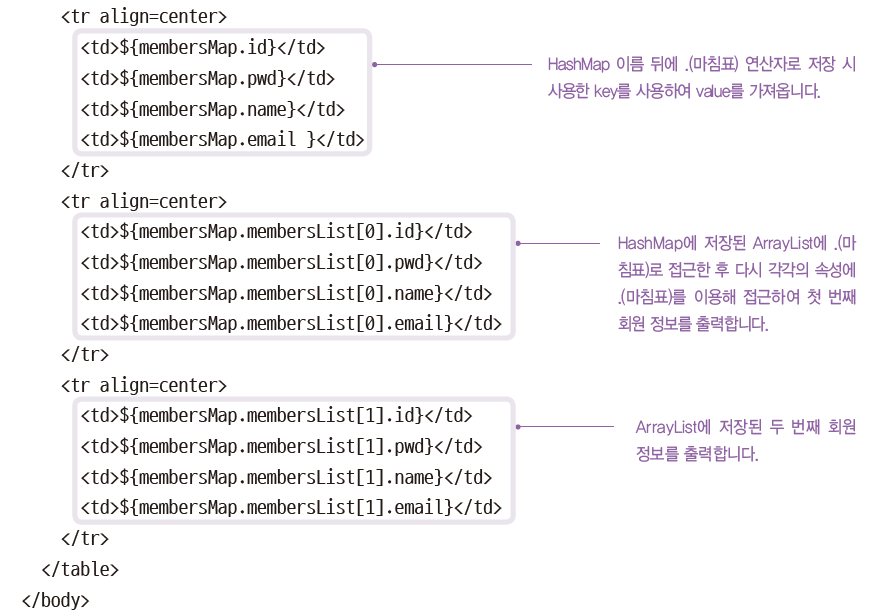 <tr align=center>
<td>${membersMap.id}</td>
<td>${membersMap.pwd}</td>
<td>${membersMap.name}</td>
<td>${membersMap.email }</td>
HashMap 이름 뒤에 .(마침표) 연산자로 저장 시
사용한 key를 사용하여 value를 가져옵니다.
</tr>
<tr align=center>
<td>${membersMap.membersList[0].id}</td>
<td>${membersMap.membersList[0].pwd}</td>
<td>${membersMap.membersList[0].name}</td>
<td>${membersMap.membersList[0].email}</td>
HashMap에 저장된 ArrayList에 .(마
침표)로 접근한 후 다시 각각의 속성에
.(마침표)를 이용해 접근하여 첫 번째
회원 정보를 출력합니다.
</tr>
<tr align=center>
<td>${membersMap.membersList[1].id}</td>
<td>${membersMap.membersList[1].pwd}</td>
<td>${membersMap.membersList[1].name}</td>
<td>${membersMap.membersList[1].email}</td>
ArrayList에 저장된 두 번째 회원
정보를 출력합니다.
</tr>
</table>
</body>